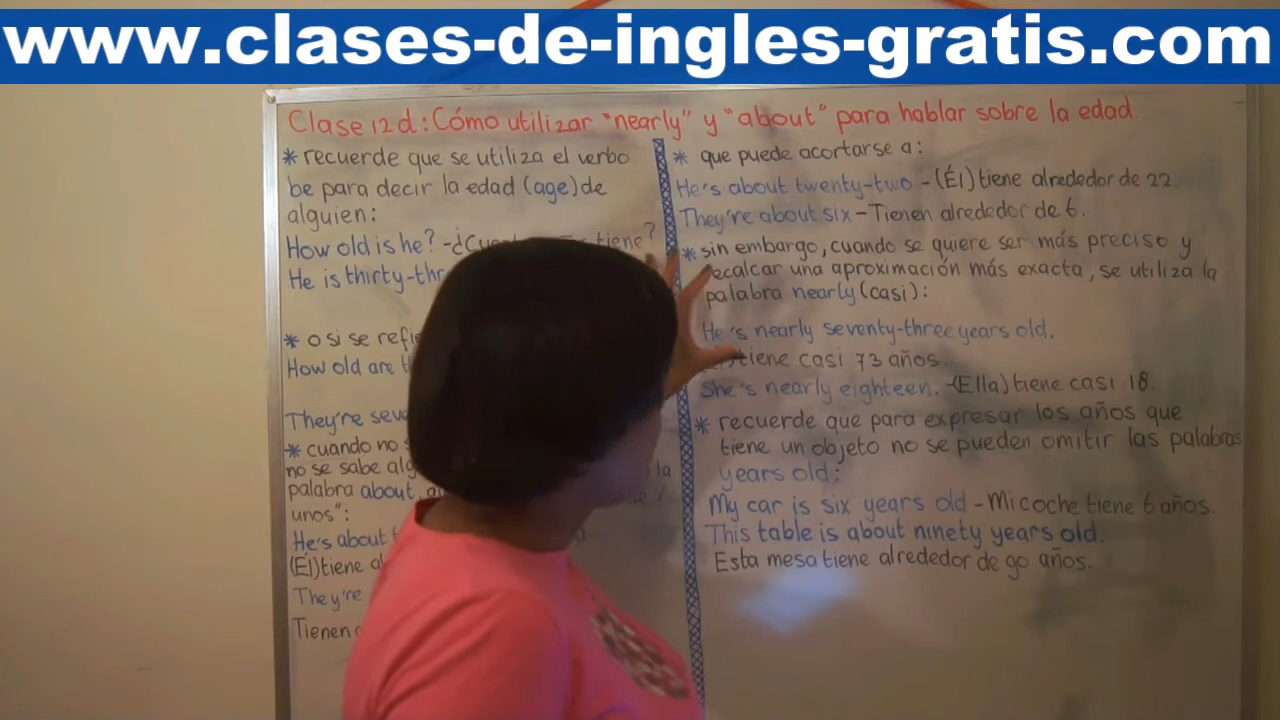 www.clases-de-ingles-gratis.com
Clase 12d: Cómo utilizar "nearly" y "about" para hablar sobre la edad.
* recuerde que se utiliza el verbo
be para decir la edad (age) de
alguien:
How old is he? - ¿ tiene?
He is
* o si se
How old are
They're
* cuando no
no se sabe la
palabra about,
unos":
He's about
(Él) tiene
They're
Tienen
* que puede acortarse a:
He's about twenty-two - (Él) tiene alrededor de 22.
They're about six - Tienen alrededor de 6.
* sin embargo, cuando se quiere ser más preciso y
recalcar una aproximación más exacta, se utiliza la
palabra nearly (casi):
He's nearly seventy-three years old.
tiene casi 73 años.
She's nearly eighteen. - (Ella) tiene casi 18.
* recuerde que para expresar los años que
tiene un objeto no se pueden omitir las palabras
years old:
My car is six years old - Mi coche tiene 6 años.
This table is about ninety years old.
Esta mesa tiene alrededor de 90 años.